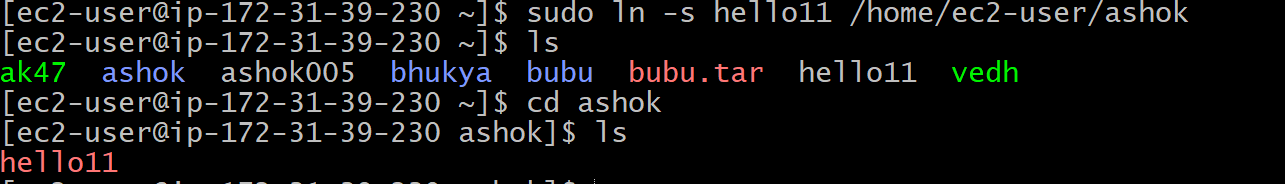 [ec2-user@ip-172-31-39-230 ~]$ sudo ln -s hello11 /home/ec2-user/ashok
[ec2-user@ip-172-31-39-230 ~]$ ls
ak47  ashok  ashok005  bhukya  bubu  bubu.tar  hello11  vedh
[ec2-user@ip-172-31-39-230 ~]$ cd ashok
[ec2-user@ip-172-31-39-230 ashok]$ ls
hello11